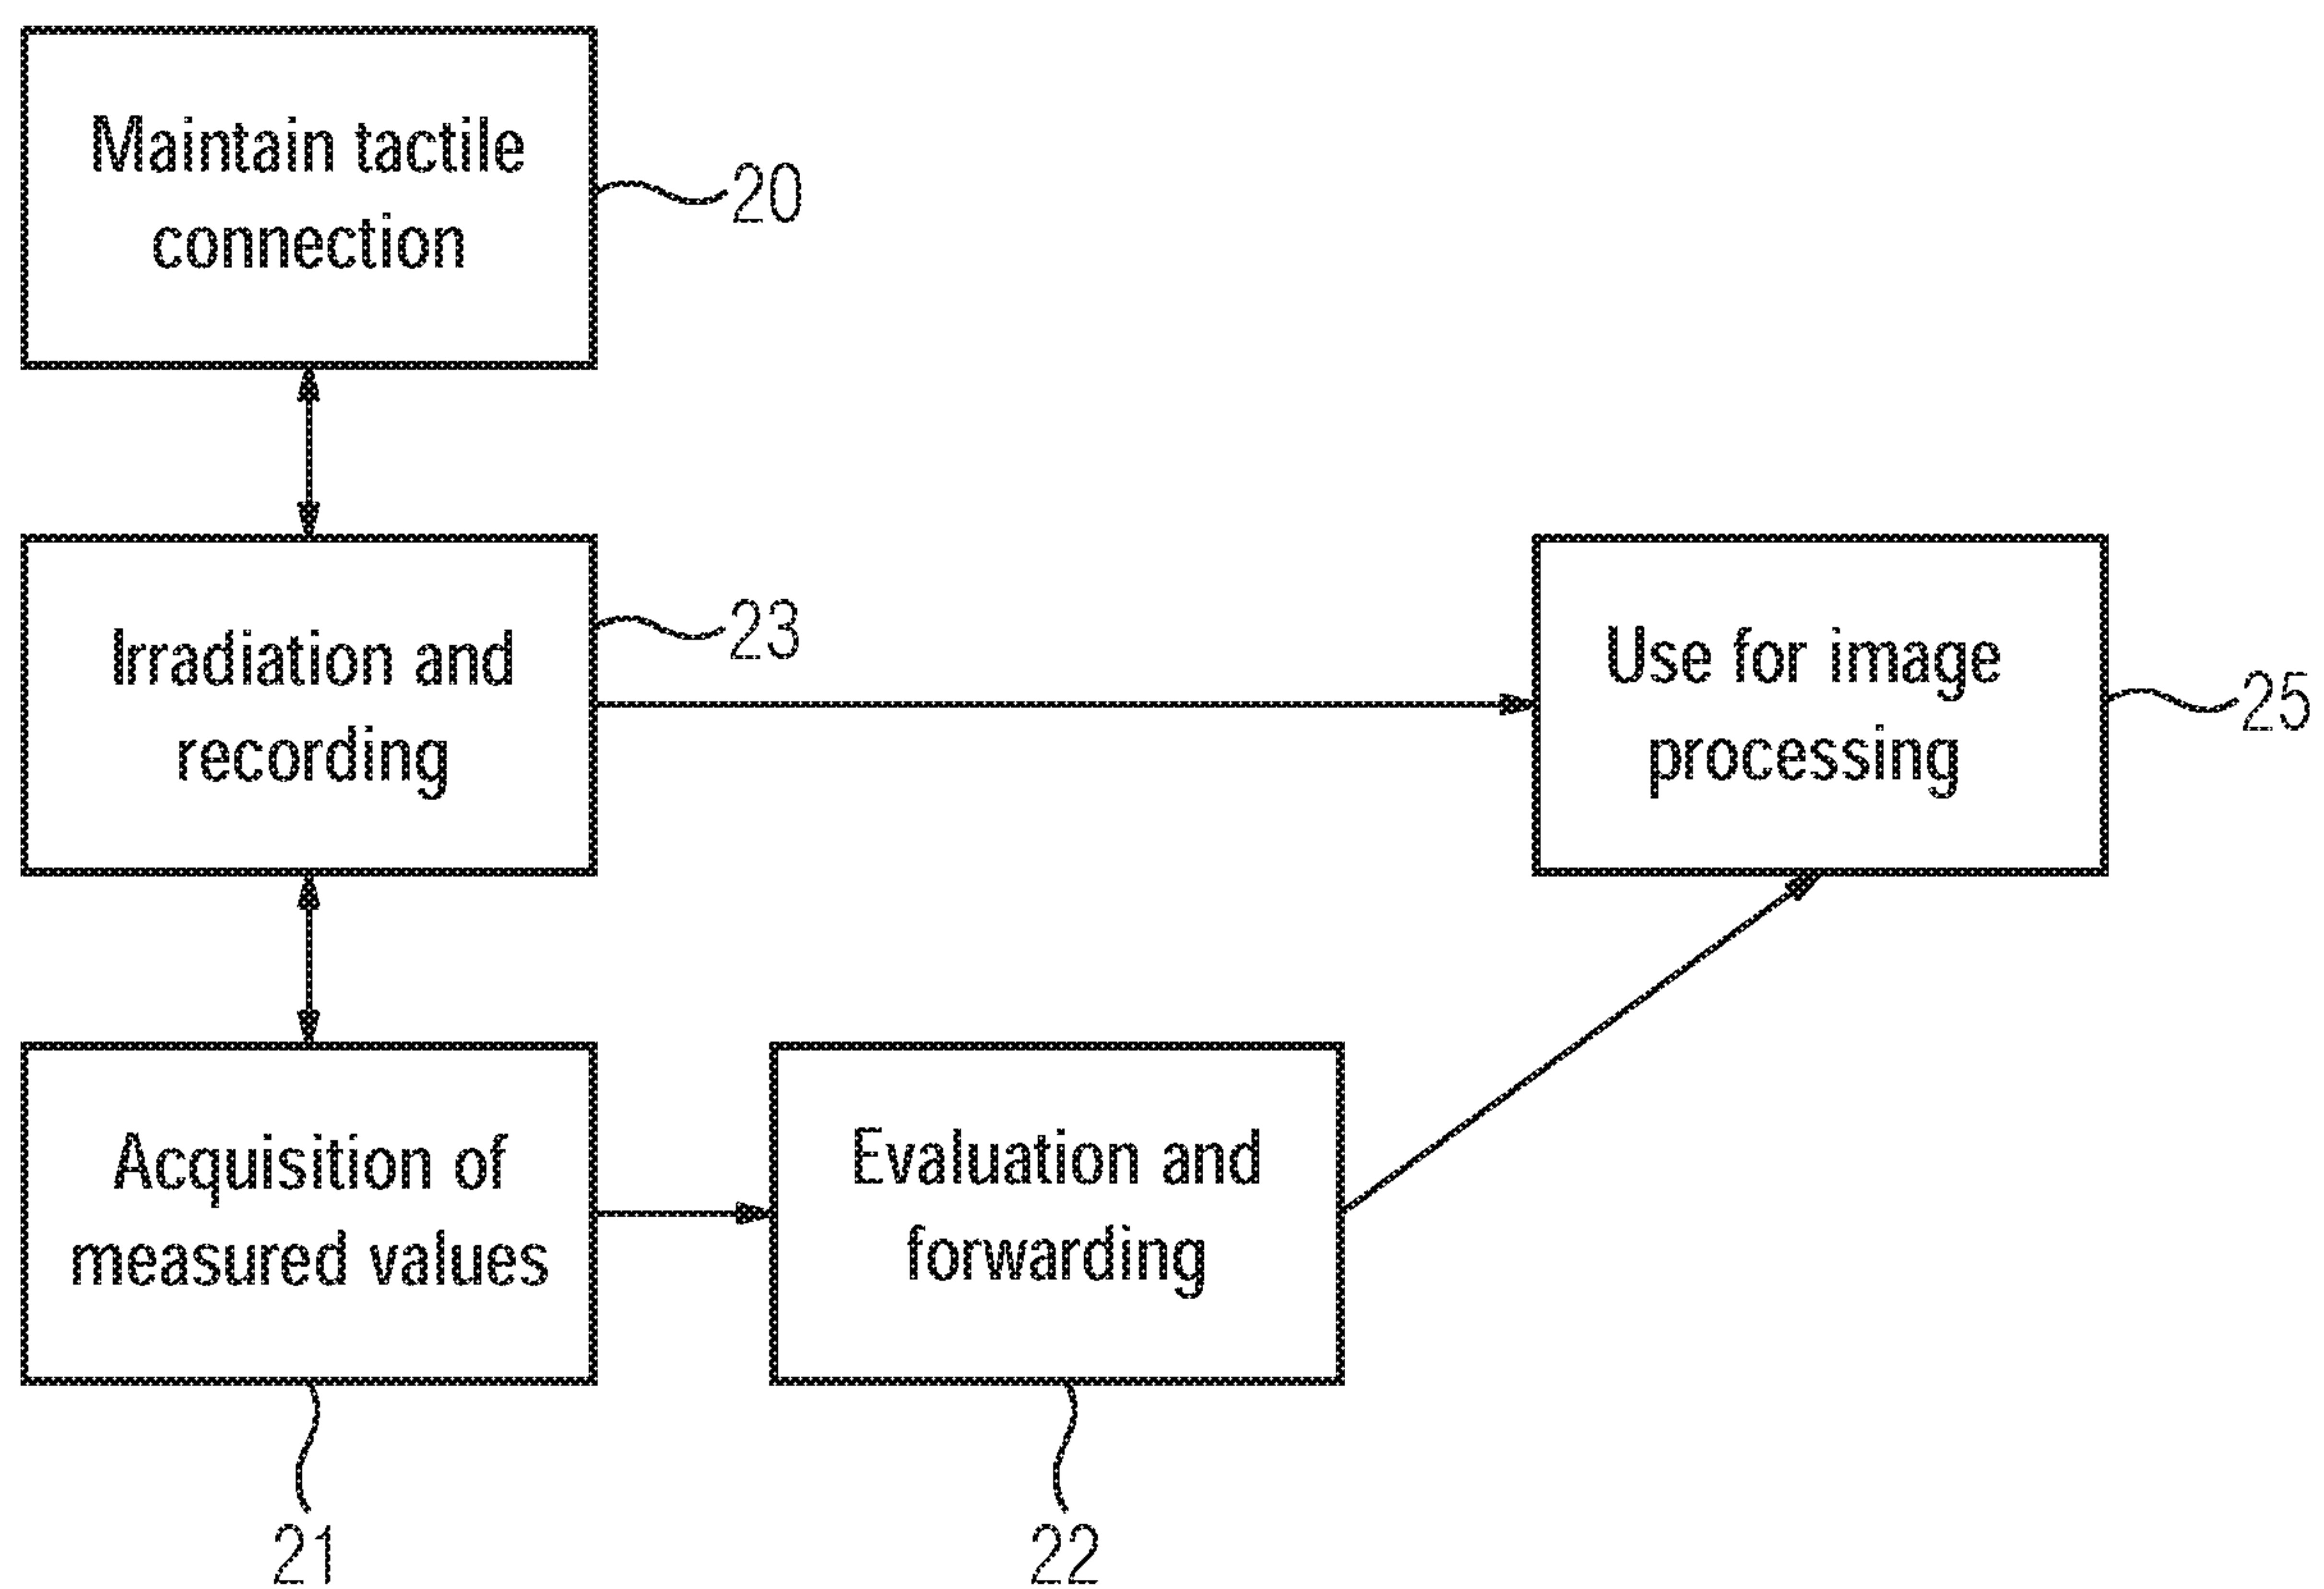 Maintain tactile
connection
20
Irradiation and
recording
23
Use for image
processing
25
Acquisition of
measured values
21
Evaluation and
forwarding
22